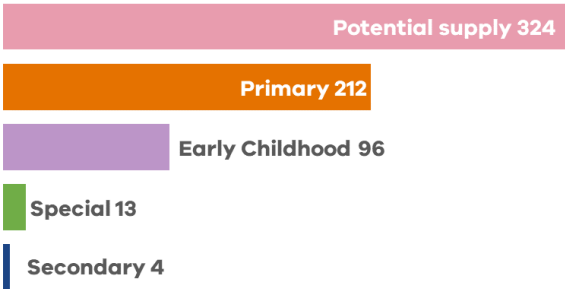 Potential supply 324
Primary 212
Early Childhood 96
Special 13
Secondary 4